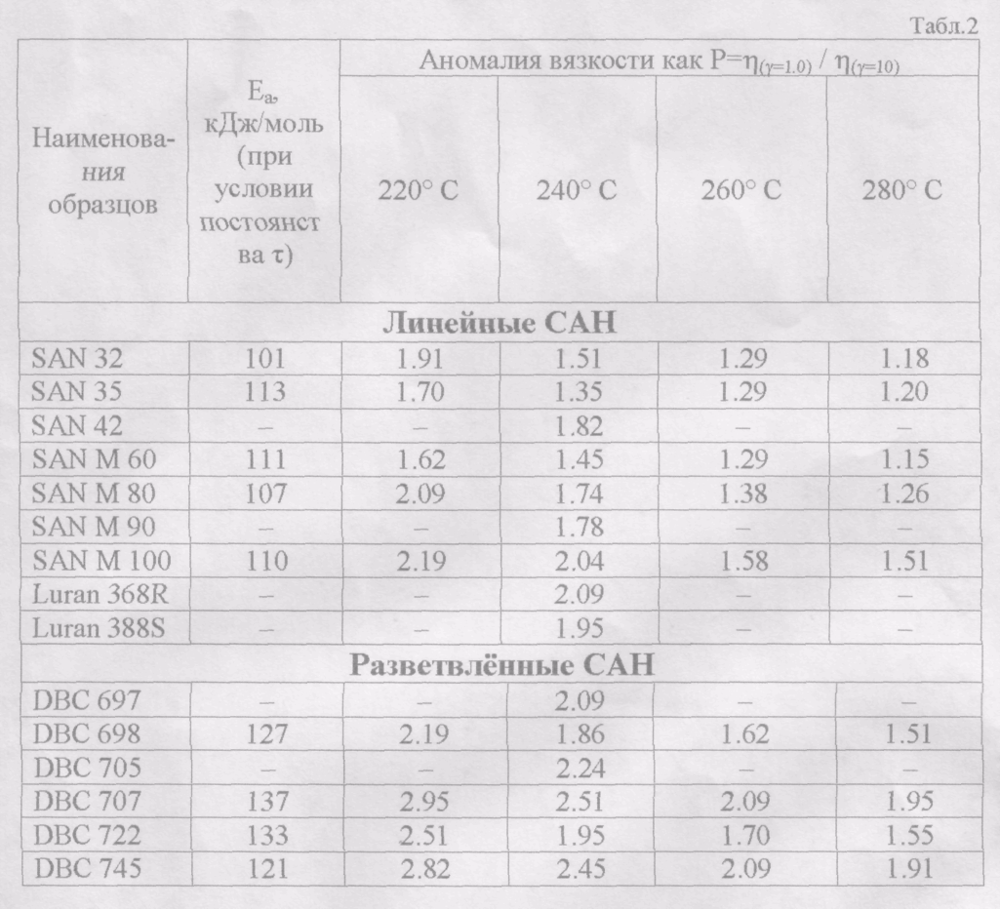 Табл.2
Наименова-
ния
образцов
Eа,
кДж/моль
(при
условии
постоянст
ва τ)
Аномалия вязкости как P=η(γ=1.0) / η(γ=10)
220° C 240° C 260° C 280° C
Линейные САН
SAN 32 101 1.91 1.51 1.29 1.18
SAN 35 113 1.70 1.35 1.29 1.20
SAN 42 – – 1.82 – –
SAN M 60 111 1.62 1.45 1.29 1.15
SAN M 80 107 2.09 1.74 1.38 1.26
SAN M 90 – – 1.78 – –
SAN M 100 110 2.19 2.04 1.58 1.51
Luran 368R – – 2.09 – –
Luran 388S – – 1.95 – –
Разветвлённые САН
DBC 697 – – 2.09 – –
DBC 698 127 2.19 1.86 1.62 1.51
DBC 705 – – 2.24 – –
DBC 707 137 2.95 2.51 2.09 1.95
DBC 722 133 2.51 1.95 1.70 1.55
DBC 745 121 2.82 2.45 2.09 1.91